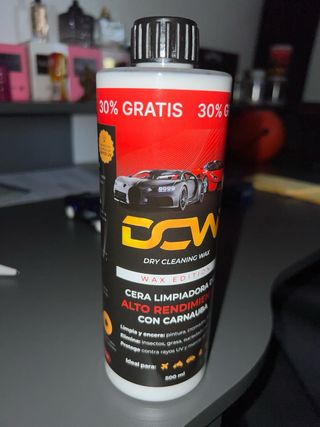 30% GRATIS 30% G
DCW
DRY CLEANING WAX
WAX EDITION
CERA LIMPIADORA D
ALTO RENDIMIEN
CON CARNAUBA
Limpia y encera: pintura,
Elimina: insectos, grasa,
Protege contra rayos UV y
Ideal para:
500 ml